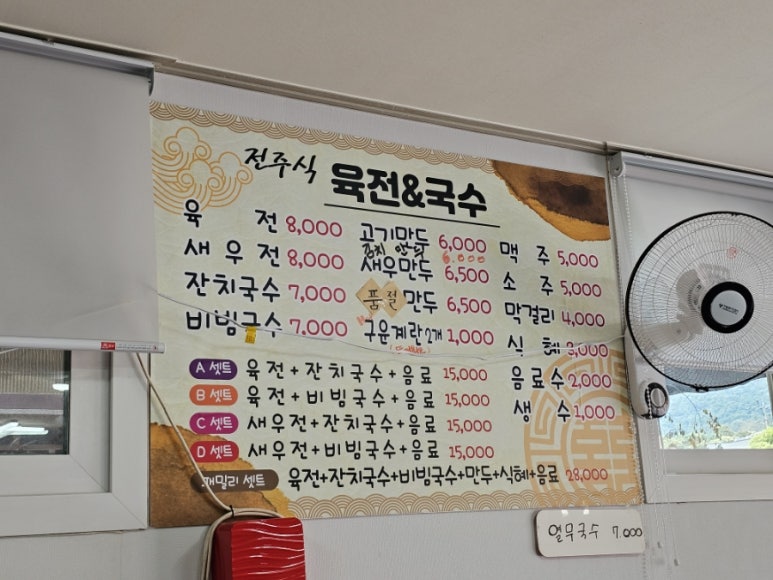 전주식 육전&국수
육 전 8,000
새 우 전 8,000
잔치국수 7,000
비빔국수 7,000
고기만두 6,000
김치 만두 6.000
새우만두 6,500
품절 만두 6,500
구운계란2개 1,000
맥 주 5,000
소 주 5,000
막걸리 4,000
식 혜 3,000
음료수 2,000
생 수 1,000
A 셋트 육전+잔치국수+음료 15,000
B 셋트 육전+비빔국수+음료 15,000
C 셋트 새우전+잔치국수+음료 15,000
D 셋트 새우전+비빔국수+음료 15,000
패밀리 셋트 육전+잔치국수+비빔국수+만두+식혜+음료 28,000
열무국수 7.000